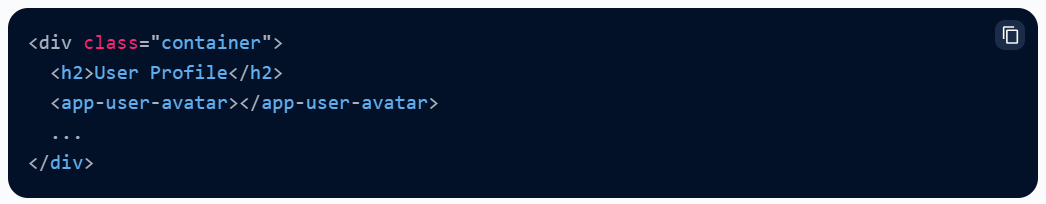 <div class="container">
  <h2>User Profile</h2>
  <app-user-avatar></app-user-avatar>
  ...
</div>